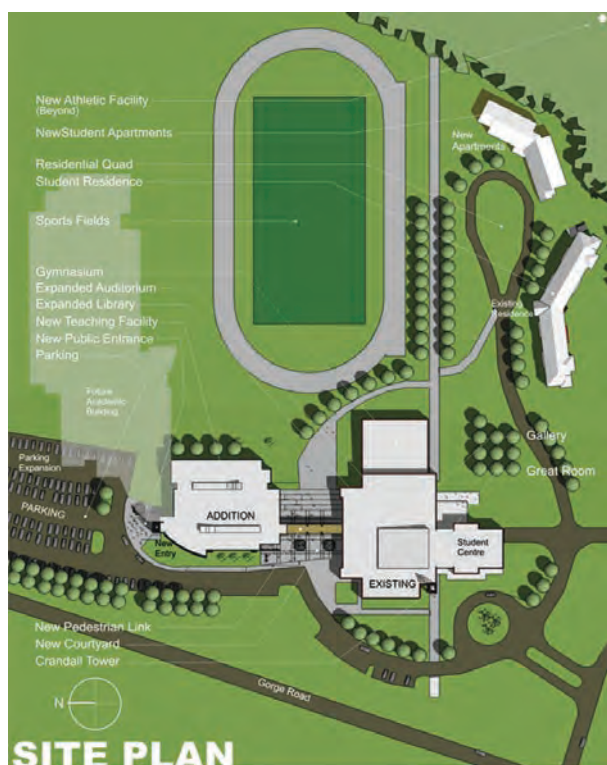 New Athletic Facility
(Beyond)
NewStudent Apartments
New
Apartments
Residential Quad
Student Residence
Sports Fields
Gymnasium
Expanded Auditorium
Expanded Library
New Teaching Facility
New Public Entrance
Parking
Existing
Residence
Future
Academic
Building
Gallery
Great Room
Parking
Expansion
PARKING
ADDITION
New
Entry
EXISTING
Student
Centre
New Pedestrian Link
New Courtyard
Crandall Tower
Gorge Road
N
SITE PLAN